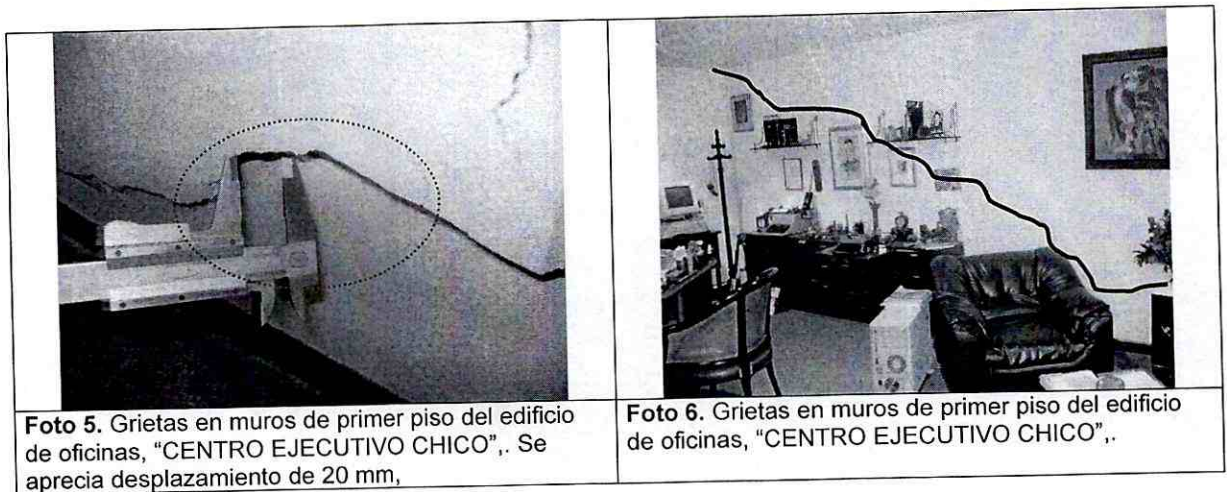 Foto 5. Grietas en muros de primer piso del edificio
de oficinas, “CENTRO EJECUTIVO CHICO”,. Se
aprecia desplazamiento de 20 mm,
Foto 6. Grietas en muros de primer piso del edificio
de oficinas, “CENTRO EJECUTIVO CHICO”,.